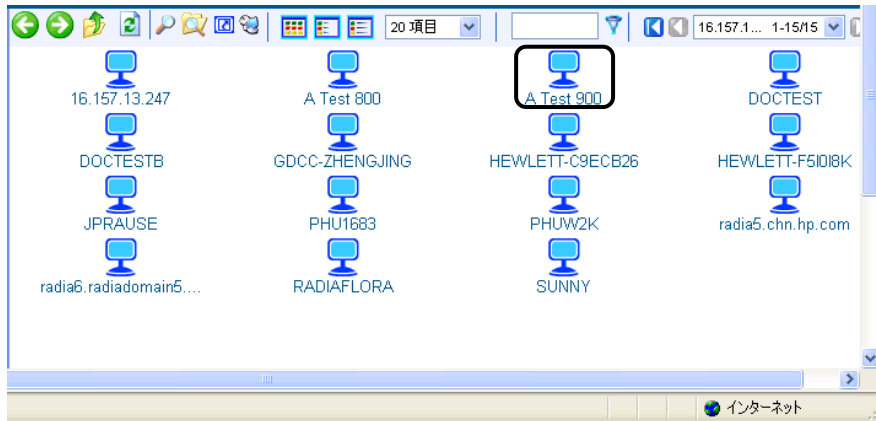 20 項目 16.157.1... 1-15/15
16.157.13.247 A Test 800 A Test 900 DOCTEST
DOCTESTB GDCC-ZHENGJING HEWLETT-C9ECB26 HEWLETT-F5I0I8K
JPRAUSE PHU1683 PHUW2K radia5.chn.hp.com
radia6.radiadomain5.... RADIAFLORA SUNNY
インターネット